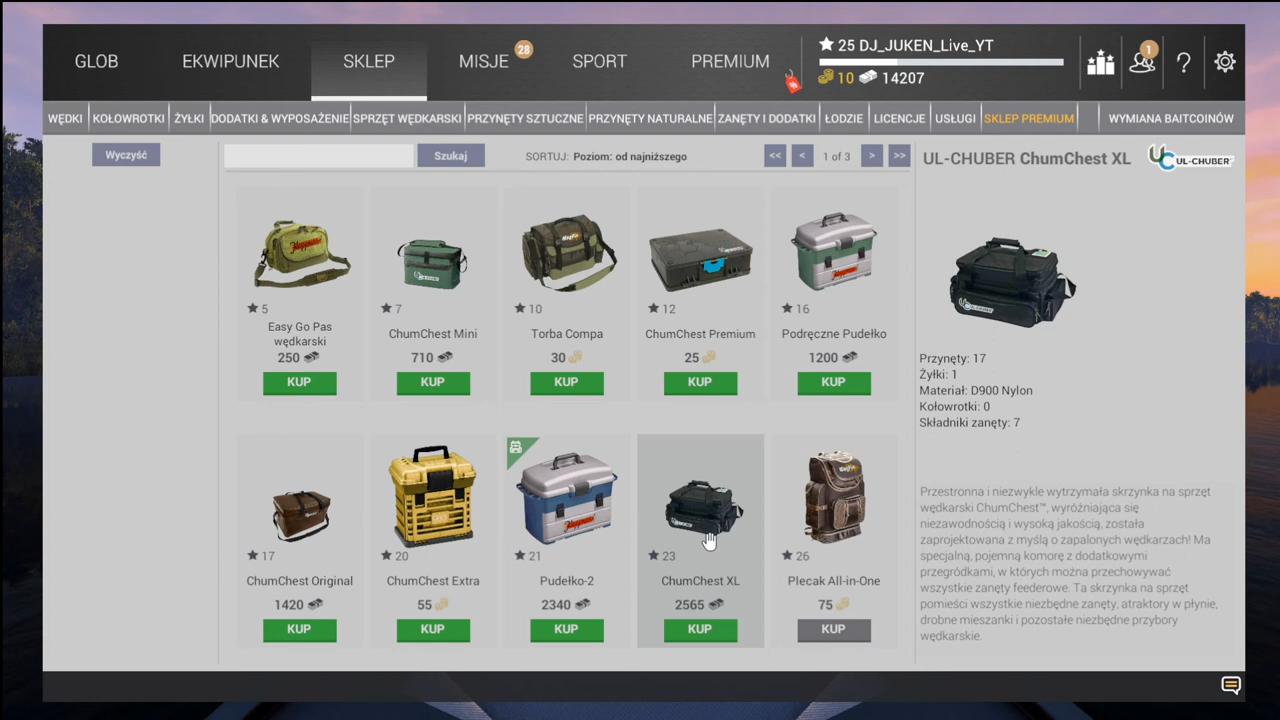 GLOB
EKWIPUNEK
SKLEP
MISJE
28
SPORT
PREMIUM
25 DJ_JUKEN_Live_YT
10 14207
1
?
WĘDKI
KOŁOWROTKI
ŻYŁKI
DODATKI & WYPOSAŻENIE
SPRZĘT WĘDKARSKI
PRZYNĘTY SZTUCZNE
PRZYNĘTY NATURALNE
ZANĘTY I DODATKI
ŁODZIE
LICENCJE
USŁUGI
SKLEP PREMIUM
WYMIANA BAITCOINÓW
Wyczyść
Szukaj
SORTUJ: Poziom: od najniższego
<<
<
1 of 3
>
>>
UL-CHUBER ChumChest XL
UL-CHUBER
5
7
10
12
16
Easy Go Pas
wędkarski
ChumChest Mini
Torba Compa
ChumChest Premium
Podręczne Pudełko
250
710
30
25
1200
KUP
KUP
KUP
KUP
KUP
Przynęty: 17
Żyłki: 1
Materiał: D900 Nylon
Kołowrotki: 0
Składniki zanęty: 7
17
20
21
23
26
ChumChest Original
ChumChest Extra
Pudełko-2
ChumChest XL
Plecak All-in-One
1420
55
2340
2565
75
KUP
KUP
KUP
KUP
KUP
Przestronna i niezwykle wytrzymała skrzynka na sprzęt
wędkarski ChumChest™, wyróżniająca się
niezawodnością i wysoką jakością, została
zaprojektowana z myślą o zapalonych wędkarzach! Ma
specjalną, pojemną komorę z dodatkowymi
przegródkami, w których można przechowywać
wszystkie zanęty feederowe. Ta skrzynka na sprzęt
pomieści wszystkie niezbędne zanęty, atraktory w płynie,
drobne mieszanki i pozostałe niezbędne przybory
wędkarskie.